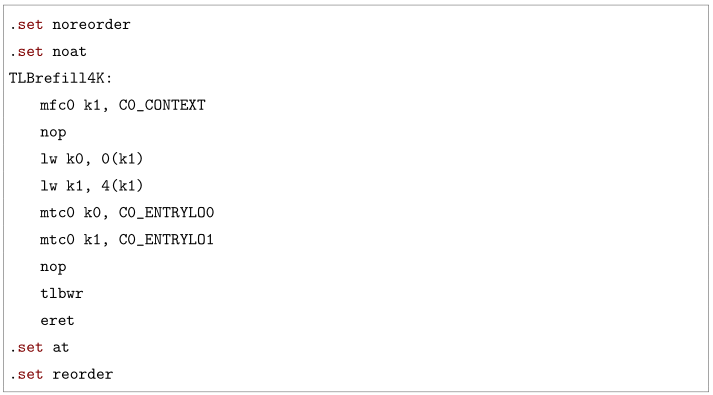 .set noreorder
.set noat
TLBrefill4K:
mfc0 k1, C0_CONTEXT
nop
lw k0, 0(k1)
lw k1, 4(k1)
mtc0 k0, C0_ENTRYLO0
mtc0 k1, C0_ENTRYLO1
nop
tlbwr
eret
.set at
.set reorder